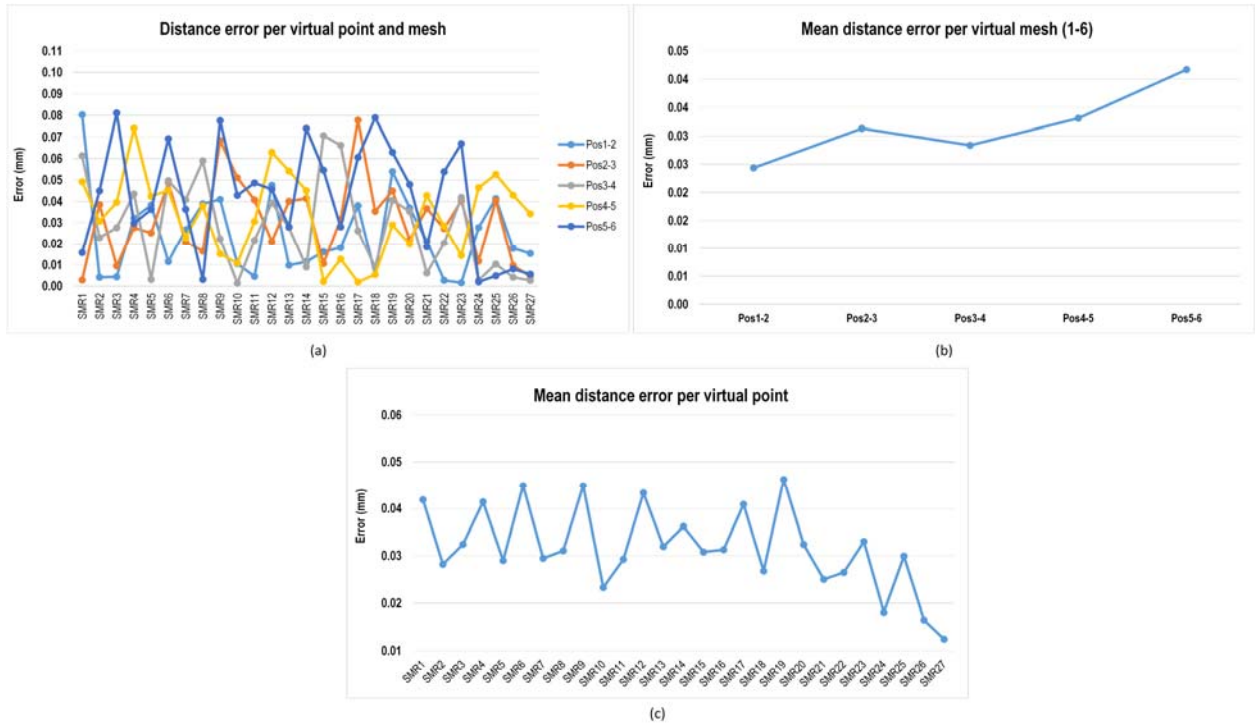 Distance error per virtual point and mesh
0.11
0.10
0.09
0.08
0.07
0.06
0.05
0.04
0.03
0.02
0.01
0.00
Error (mm)
SMR1
SMR2
SMR3
SMR4
SMR5
SMR6
SMR7
SMR8
SMR9
SMR10
SMR11
SMR12
SMR13
SMR14
SMR15
SMR16
SMR17
SMR18
SMR19
SMR20
SMR21
SMR22
SMR23
SMR24
SMR25
SMR26
SMR27
Pos1-2
Pos2-3
Pos3-4
Pos4-5
Pos5-6
(a)
Mean distance error per virtual mesh (1-6)
0.05
0.04
0.04
0.03
0.03
0.02
0.02
0.01
0.01
0.00
Error (mm)
Pos1-2
Pos2-3
Pos3-4
Pos4-5
Pos5-6
(b)
Mean distance error per virtual point
0.06
0.05
0.04
0.03
0.02
0.01
Error (mm)
SMR1
SMR2
SMR3
SMR4
SMR5
SMR6
SMR7
SMR8
SMR9
SMR10
SMR11
SMR12
SMR13
SMR14
SMR15
SMR16
SMR17
SMR18
SMR19
SMR20
SMR21
SMR22
SMR23
SMR24
SMR25
SMR26
SMR27
(c)